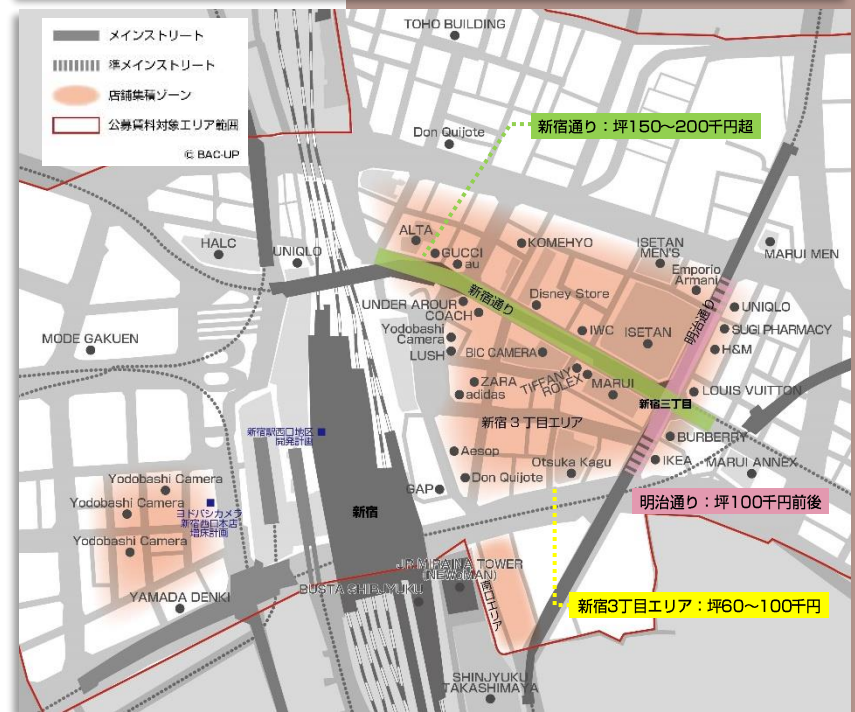 メインストリート
準メインストリート
店舗集積ゾーン
公募賃料対象エリア範囲
© BAC-UP
TOHO BUILDING
Don Quijote
新宿通り：坪150～200千円超
ALTA
HALC
UNIQLO
GUCCI
au
KOMEHYO
ISETAN
MEN'S
MARUI MEN
Emporio
Armani
新宿通り
明治通り
UNDER AROUR
COACH
Disney Store
UNIQLO
MODE GAKUEN
Yodobashi
Camera
LUSH
BIC CAMERA
IWC
ISETAN
SUGI PHARMACY
H&M
ZARA
adidas
TIFFANY
ROLEX
MARUI
LOUIS VUITTON
新宿三丁目
新宿３丁目エリア
新宿駅西口地区
開発計画
BURBERRY
Aesop
Otsuka Kagu
IKEA
MARUI ANNEX
Don Quijote
GAP
Yodobashi Camera
Yodobashi Camera
ヨドバシカメラ
新宿西口本店
増床計画
Yodobashi Camera
新宿
明治通り：坪100千円前後
YAMADA DENKI
JR MIRAINA TOWER
(NEWoMAN)
BUSTA SHINJYUKU
南口エリア
新宿3丁目エリア：坪60～100千円
SHINJYUKU
TAKASHIMAYA